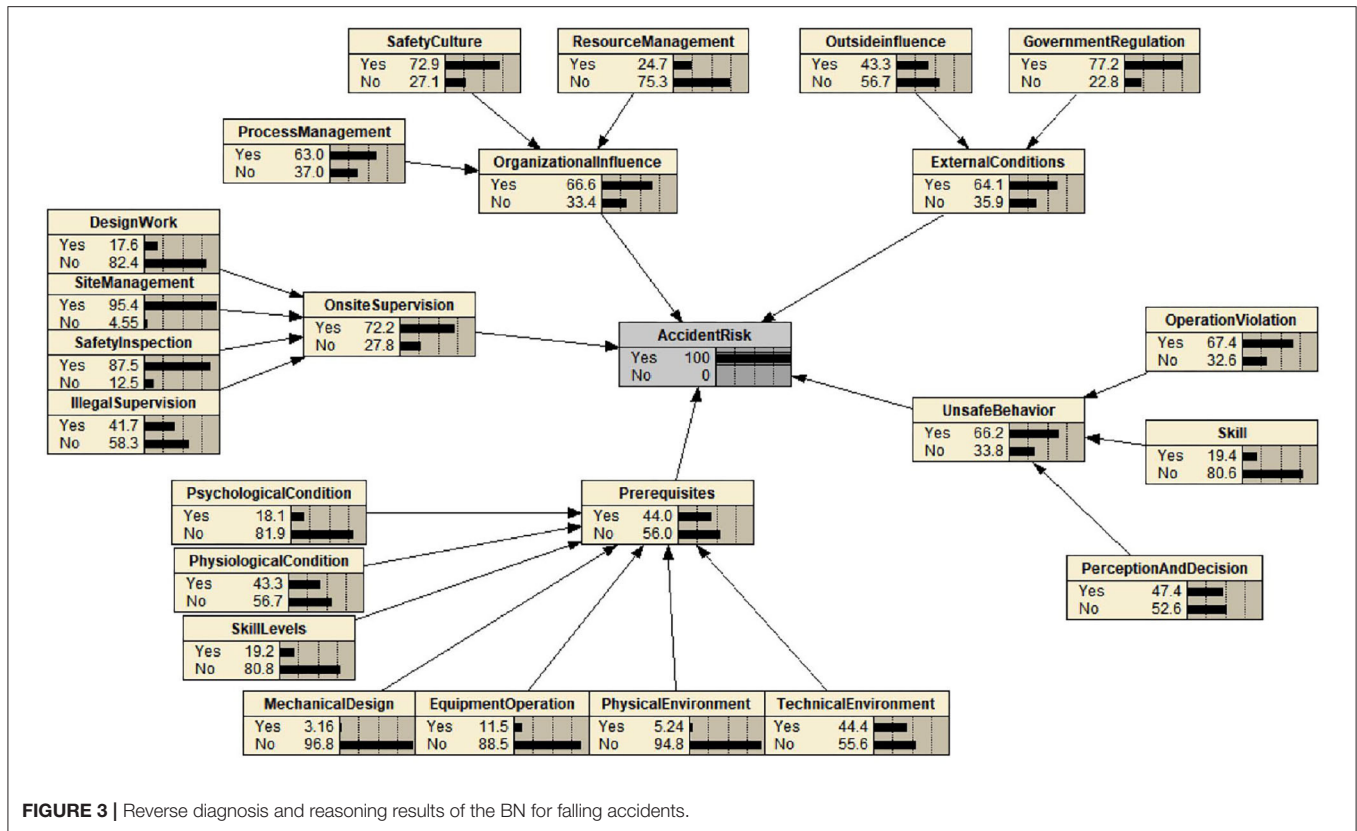 SafetyCulture
Yes 72.9
No 27.1
ResourceManagement
Yes 24.7
No 75.3
Outsideinfluence
Yes 43.3
No 56.7
GovernmentRegulation
Yes 77.2
No 22.8
ProcessManagement
Yes 63.0
No 37.0
OrganizationalInfluence
Yes 66.6
No 33.4
ExternalConditions
Yes 64.1
No 35.9
DesignWork
Yes 17.6
No 82.4
SiteManagement
Yes 95.4
No 4.55
SafetyInspection
Yes 87.5
No 12.5
IllegalSupervision
Yes 41.7
No 58.3
OnsiteSupervision
Yes 72.2
No 27.8
AccidentRisk
Yes 100
No 0
OperationViolation
Yes 67.4
No 32.6
UnsafeBehavior
Yes 66.2
No 33.8
Skill
Yes 19.4
No 80.6
PerceptionAndDecision
Yes 47.4
No 52.6
PsychologicalCondition
Yes 18.1
No 81.9
PhysiologicalCondition
Yes 43.3
No 56.7
SkillLevels
Yes 19.2
No 80.8
Prerequisites
Yes 44.0
No 56.0
MechanicalDesign
Yes 3.16
No 96.8
EquipmentOperation
Yes 11.5
No 88.5
PhysicalEnvironment
Yes 5.24
No 94.8
TechnicalEnvironment
Yes 44.4
No 55.6
FIGURE 3 | Reverse diagnosis and reasoning results of the BN for falling accidents.